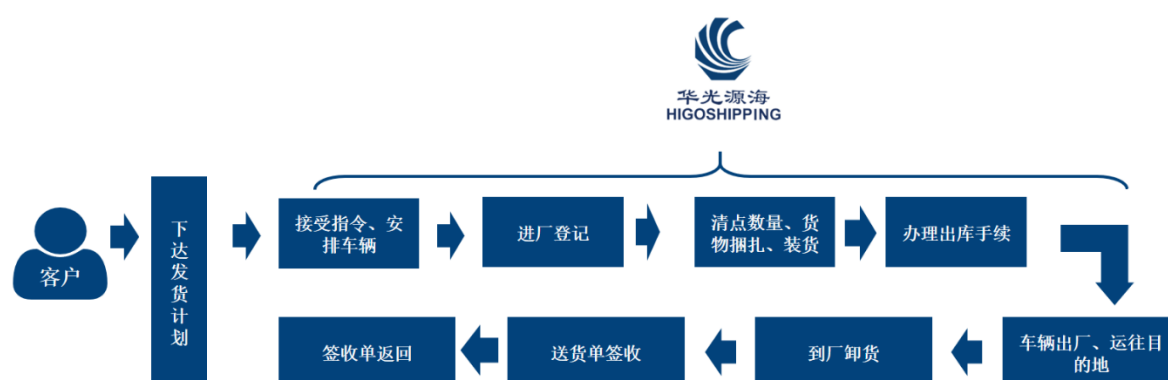 华光源海
HIGOSHIPPING
客户
下达发货计划
接受指令、安
排车辆
进厂登记
清点数量、货
物捆扎、装货
办理出库手续
车辆出厂、运往目
的地
到厂卸货
送货单签收
签收单返回